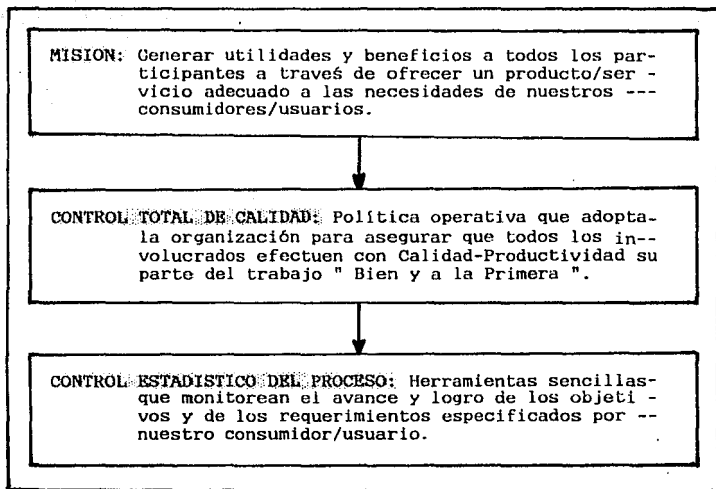 MISION: Generar utilidades y beneficios a todos los par-
ticipantes a través de ofrecer un producto/ser -
vicio adecuado a las necesidades de nuestros ---
consumidores/usuarios.
CONTROL TOTAL DE CALIDAD: Política operativa que adopta-
la organización para asegurar que todos los in--
volucrados efectuen con Calidad-Productividad su
parte del trabajo " Bien y a la Primera ".
CONTROL ESTADISTICO DEL PROCESO: Herramientas sencillas-
que monitorean el avance y logro de los objeti -
vos y de los requerimientos especificados por --
nuestro consumidor/usuario.